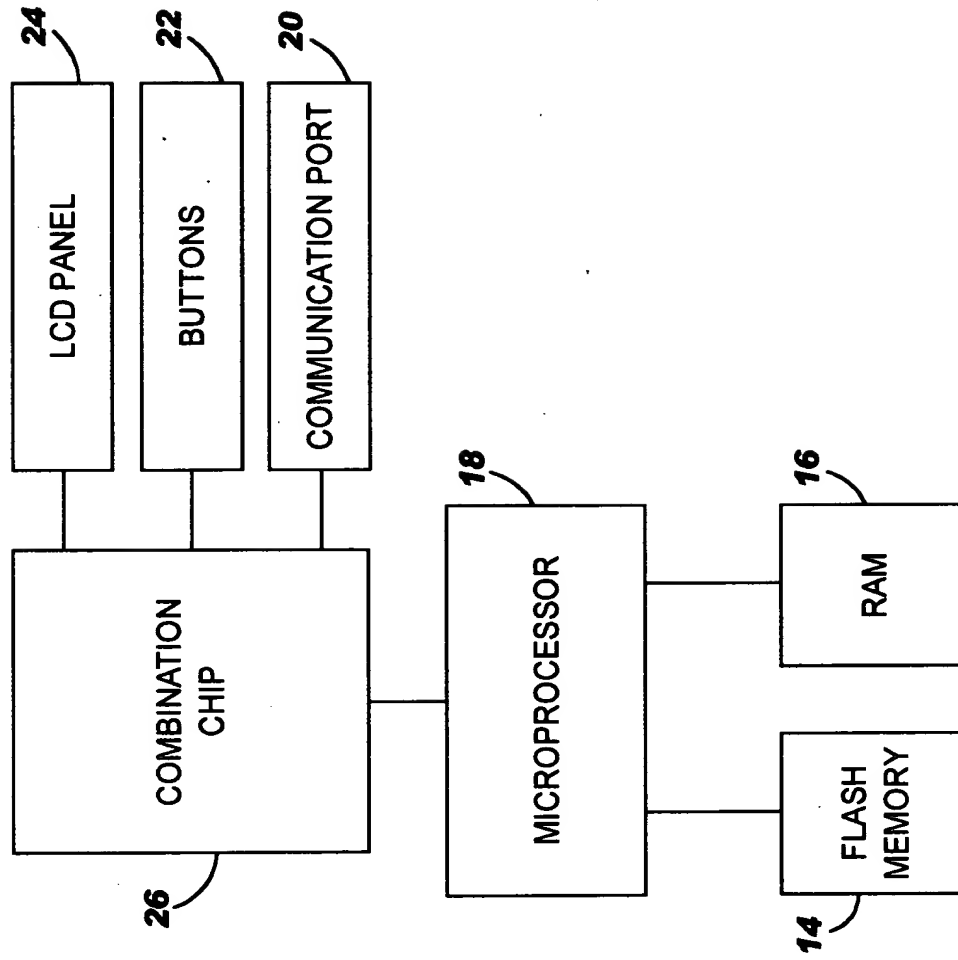 24
LCD PANEL
22
BUTTONS
20
COMMUNICATION PORT
COMBINATION
CHIP
26
18
MICROPROCESSOR
16
RAM
FLASH
MEMORY
14